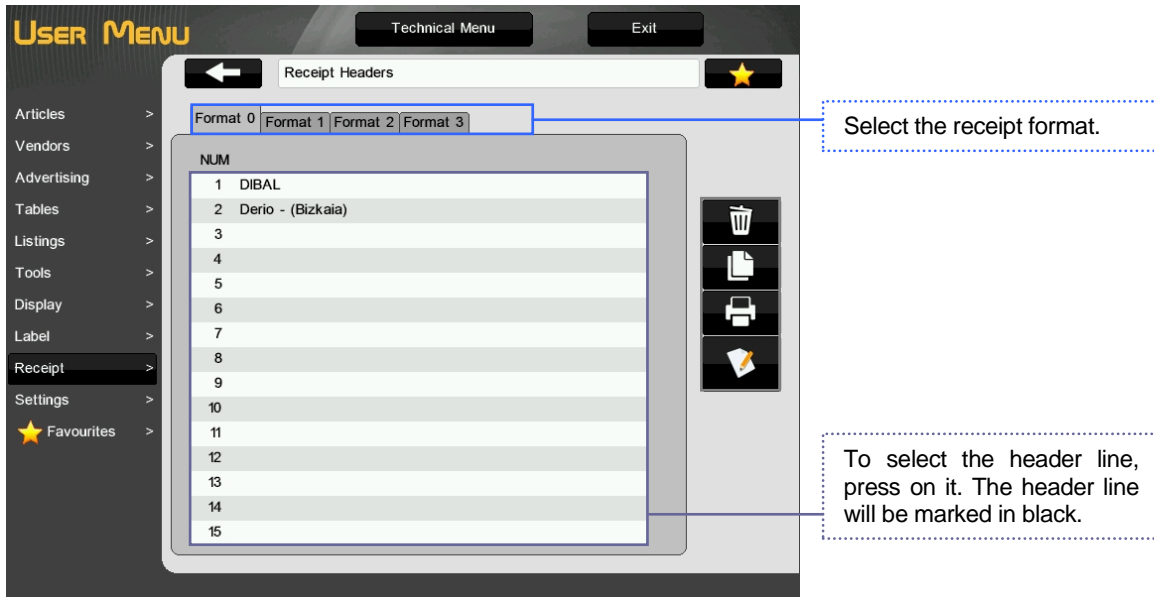 USER MENU
Technical Menu
Exit
Receipt Headers
Articles >
Vendors >
Advertising >
Tables >
Listings >
Tools >
Display >
Label >
Receipt >
Settings >
Favourites >
Format 0 Format 1 Format 2 Format 3
NUM
1 DIBAL
2 Derio - (Bizkaia)
3
4
5
6
7
8
9
10
11
12
13
14
15
Select the receipt format.
To select the header line,
press on it. The header line
will be marked in black.